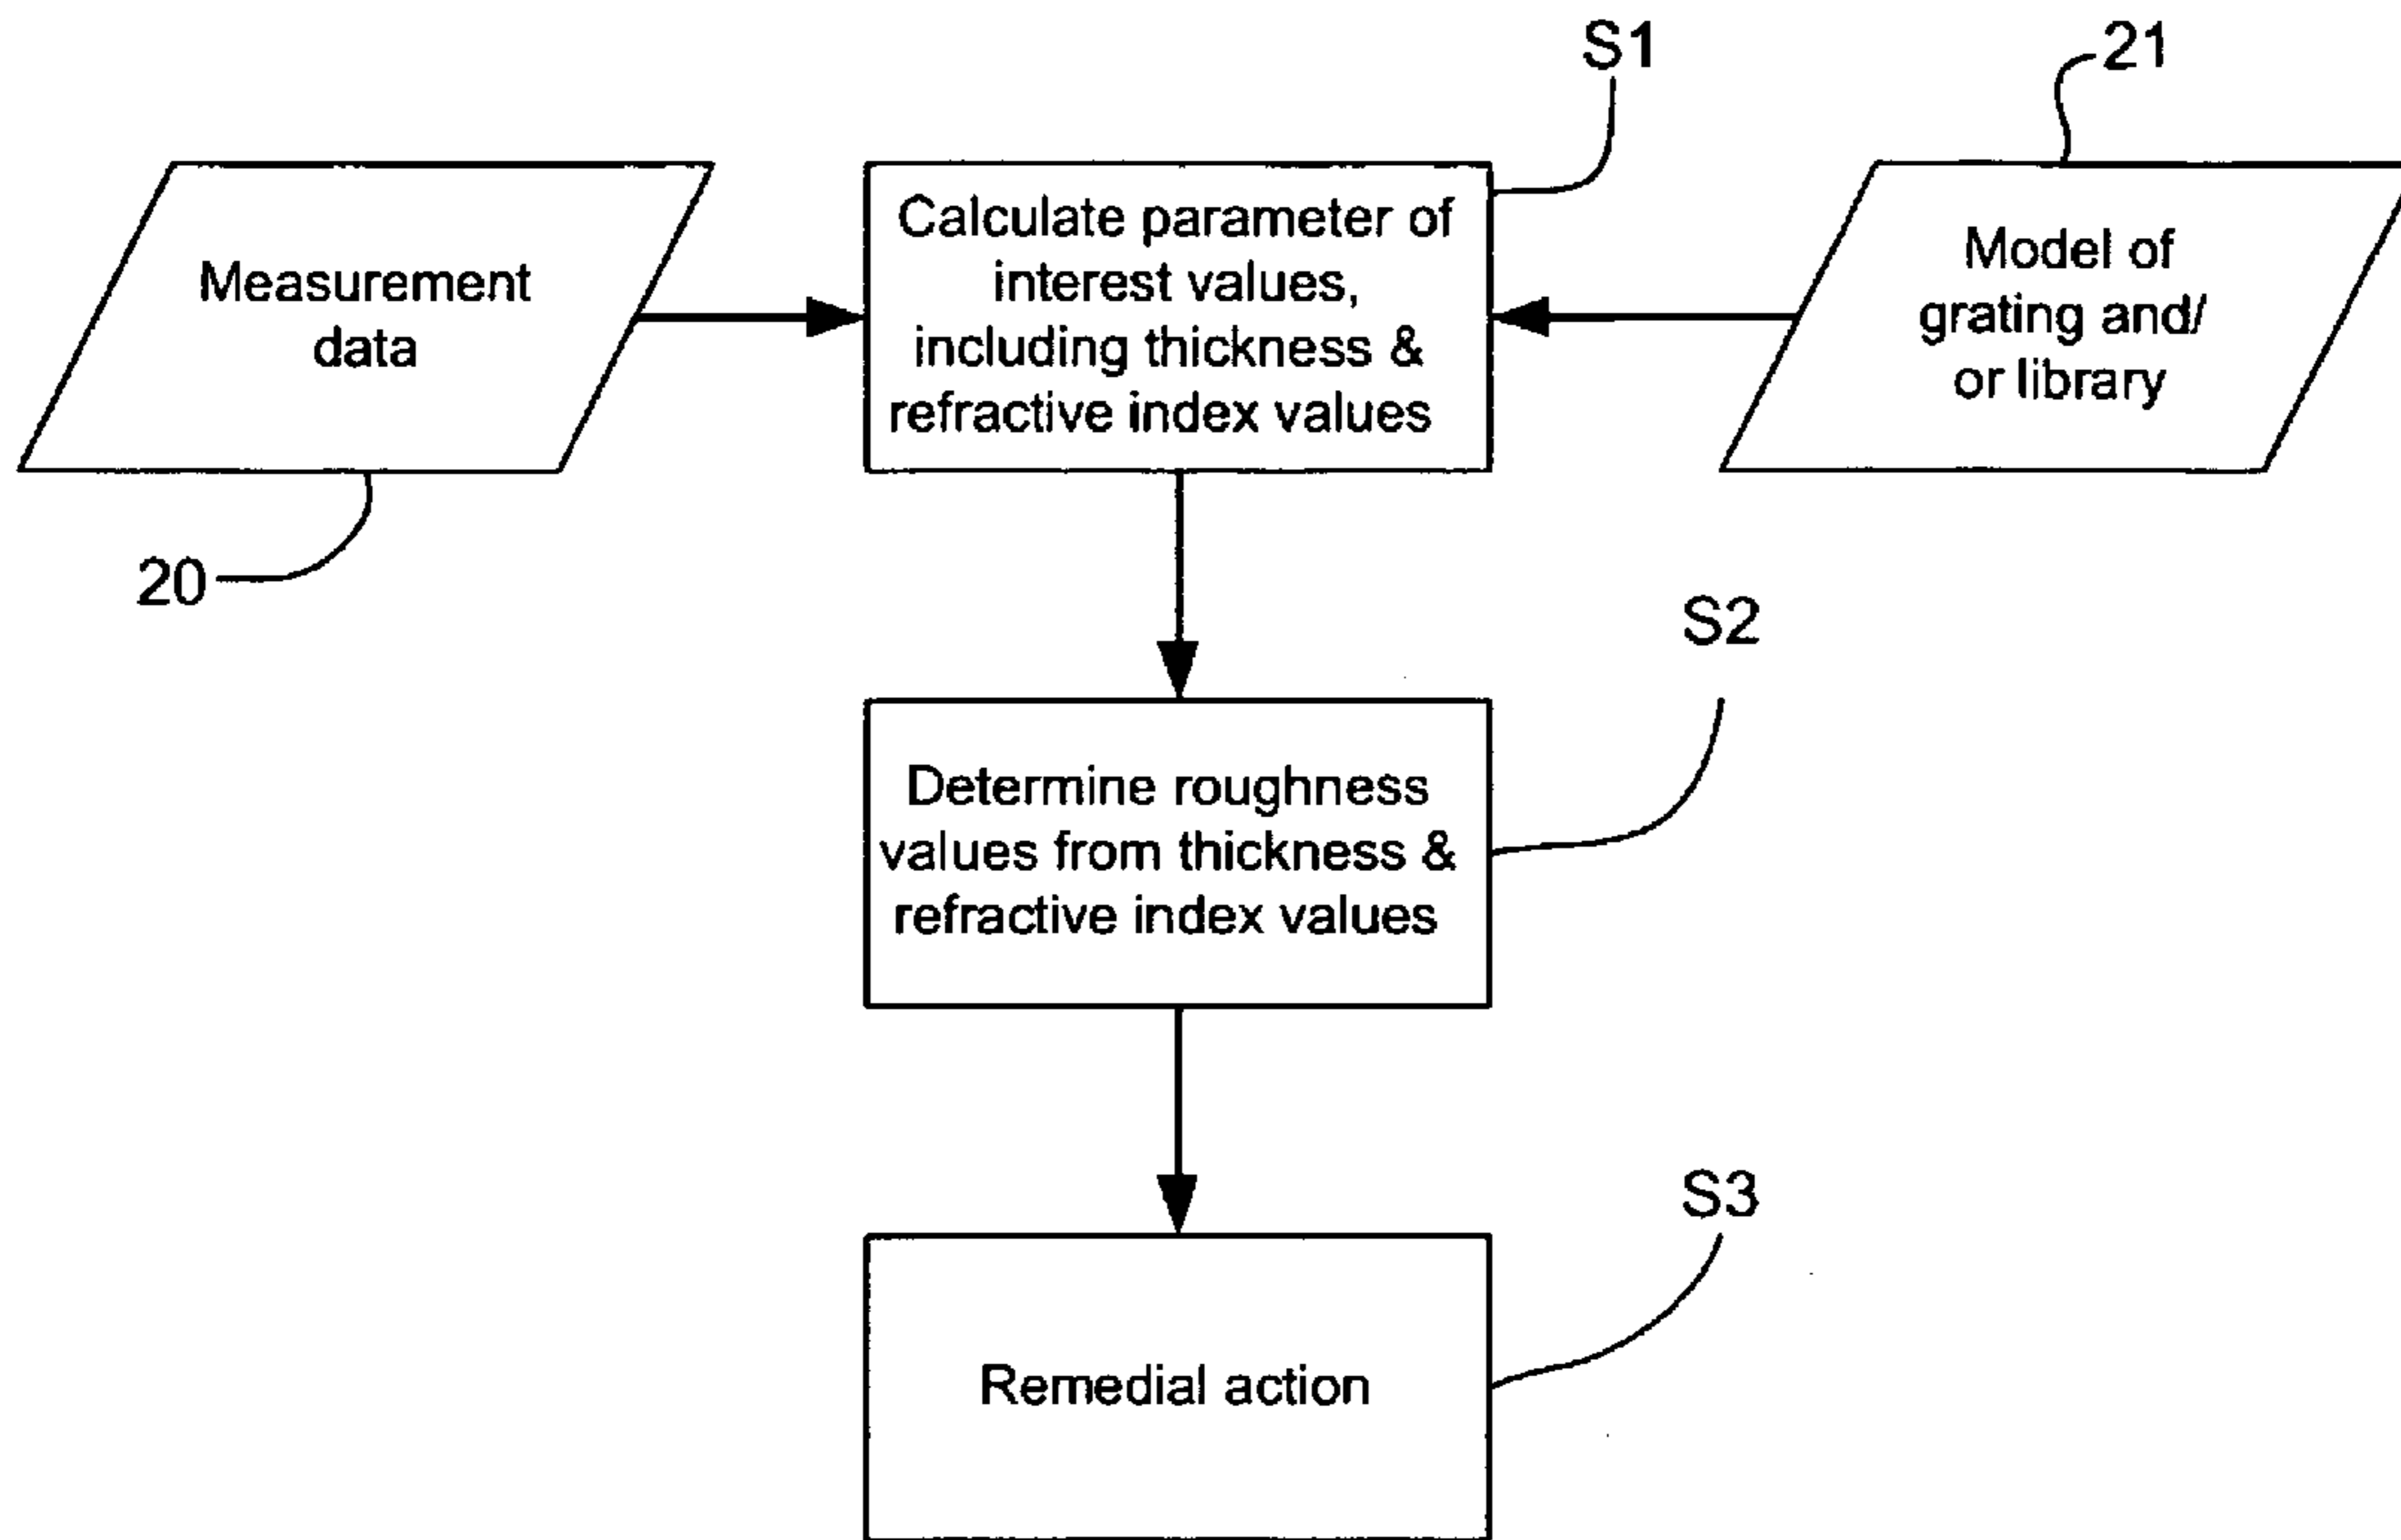 S1
21
Measurement
data
Calculate parameter of
interest values,
including thickness &
refractive index values
Model of
grating and/
or library
20
S2
Determine roughness
values from thickness &
refractive index values
S3
Remedial action